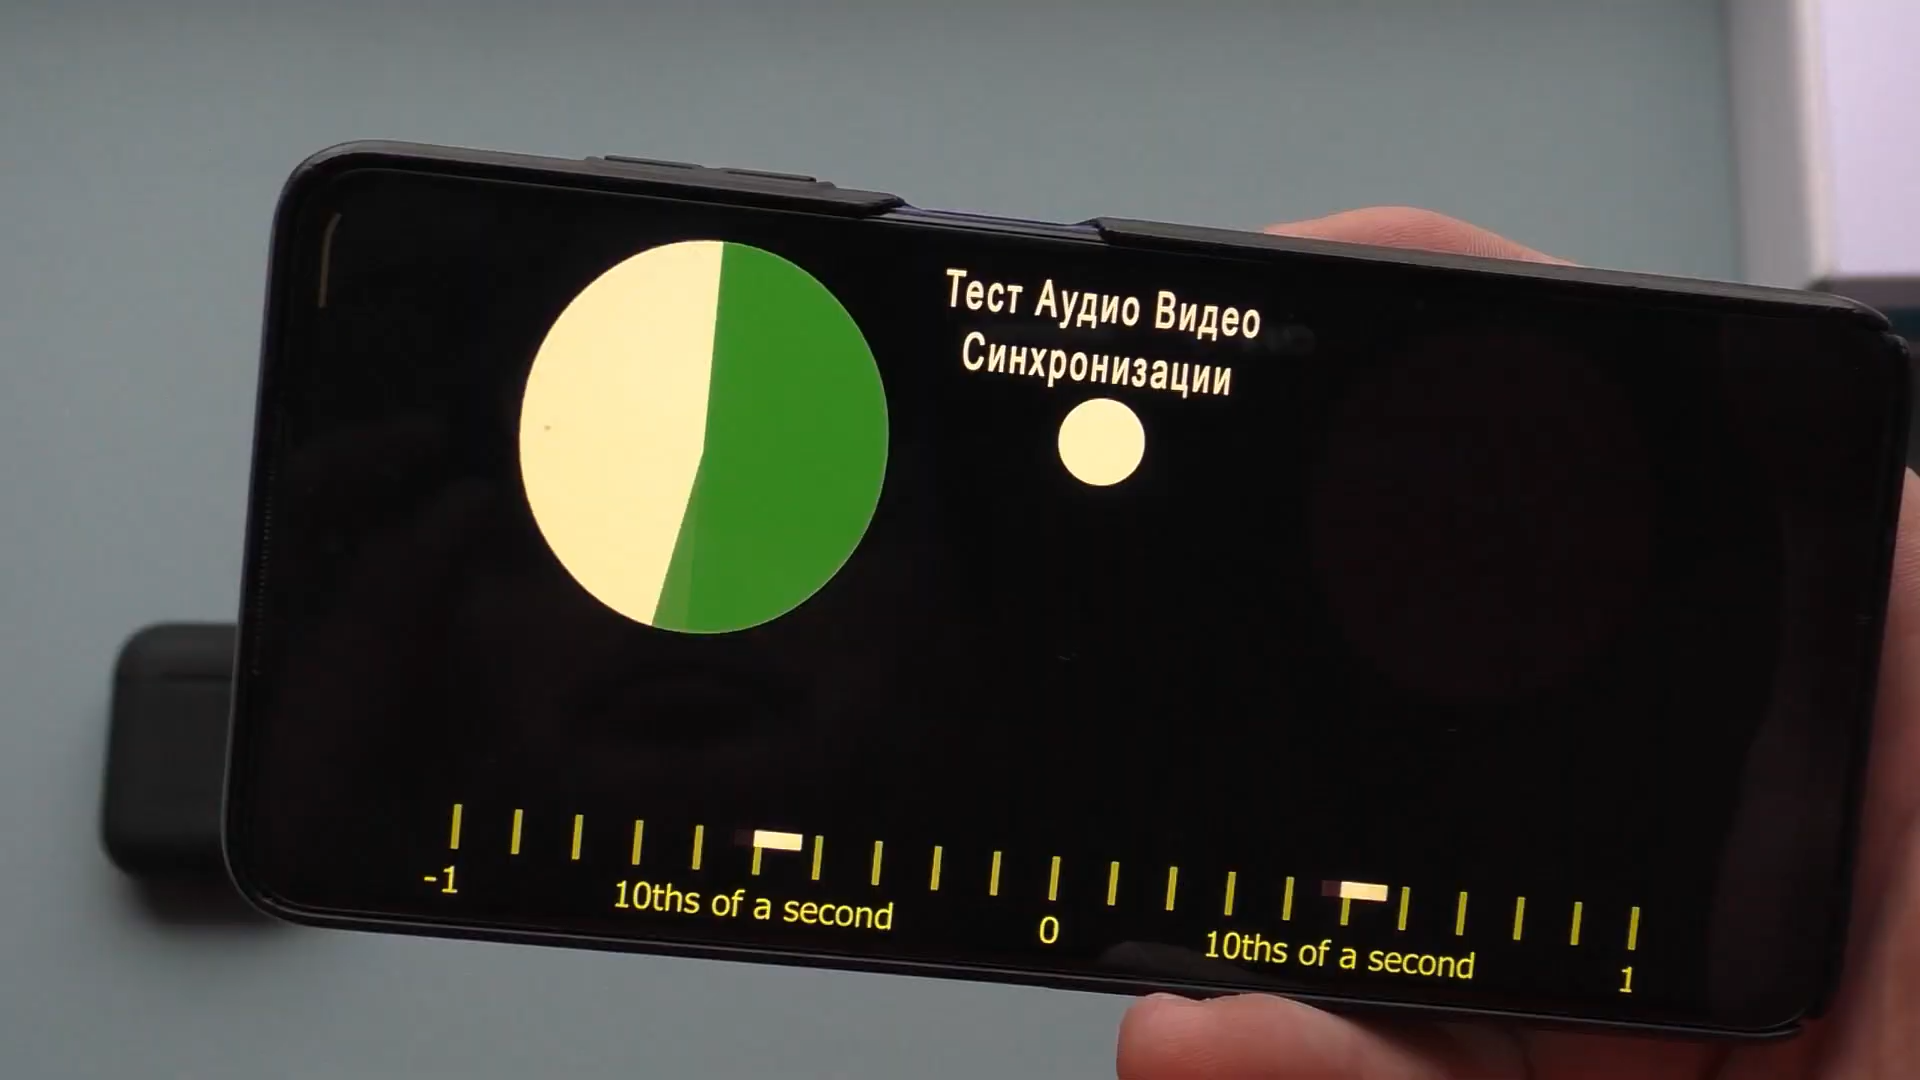 Тест Аудио Видео
Синхронизации
-1
10ths of a second
0
10ths of a second
1